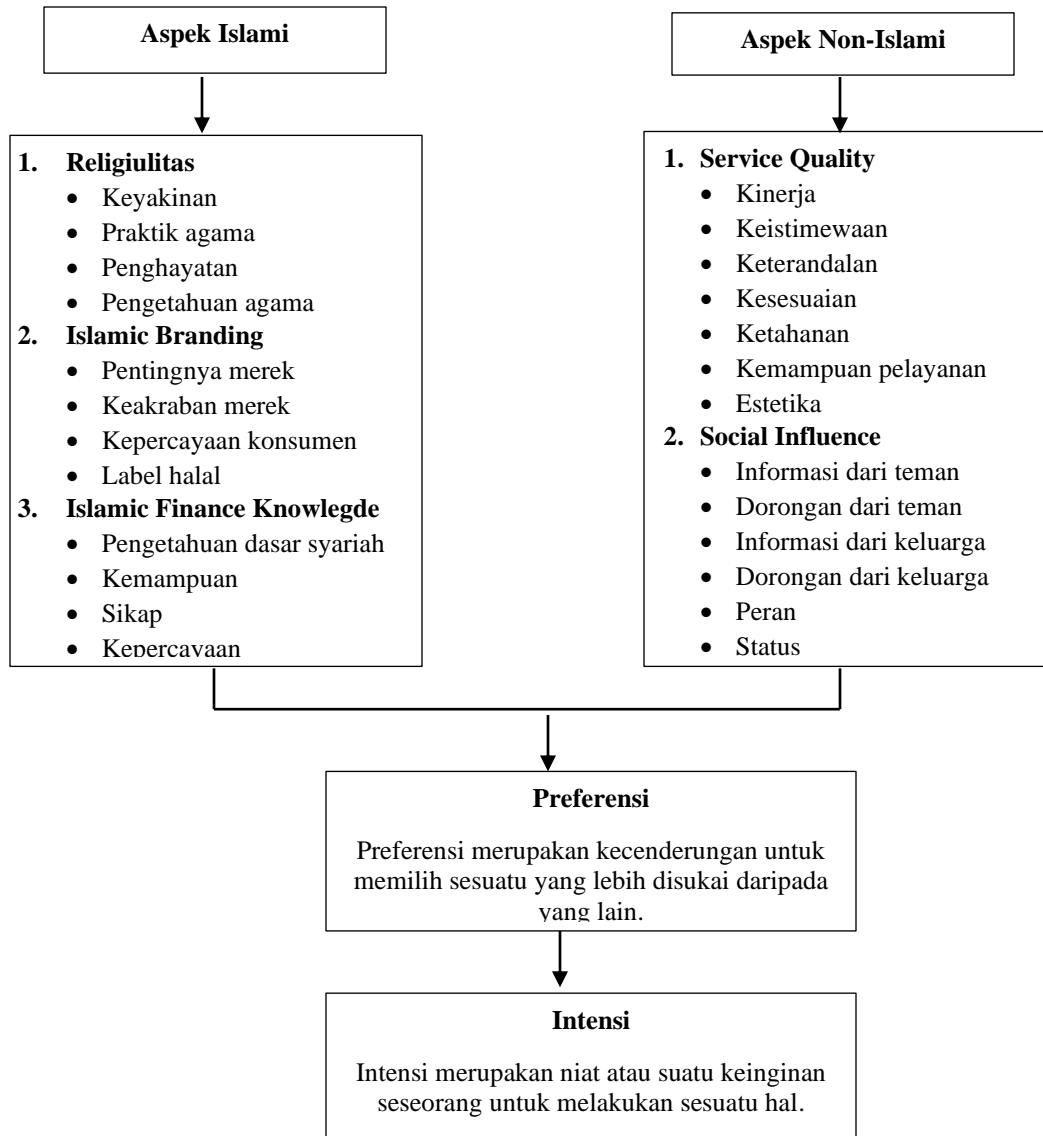 Aspek Islami
Aspek Non-Islami
1. Religiulitas
• Keyakinan
• Praktik agama
• Penghayatan
• Pengetahuan agama
2. Islamic Branding
• Pentingnya merek
• Keakraban merek
• Kepercayaan konsumen
• Label halal
3. Islamic Finance Knowlegde
• Pengetahuan dasar syariah
• Kemampuan
• Sikap
• Kepercayaan
1. Service Quality
• Kinerja
• Keistimewaan
• Keterandalan
• Kesesuaian
• Ketahanan
• Kemampuan pelayanan
• Estetika
2. Social Influence
• Informasi dari teman
• Dorongan dari teman
• Informasi dari keluarga
• Dorongan dari keluarga
• Peran
• Status
Preferensi
Preferensi merupakan kecenderungan untuk
memilih sesuatu yang lebih disukai daripada
yang lain.
Intensi
Intensi merupakan niat atau suatu keinginan
seseorang untuk melakukan sesuatu hal.